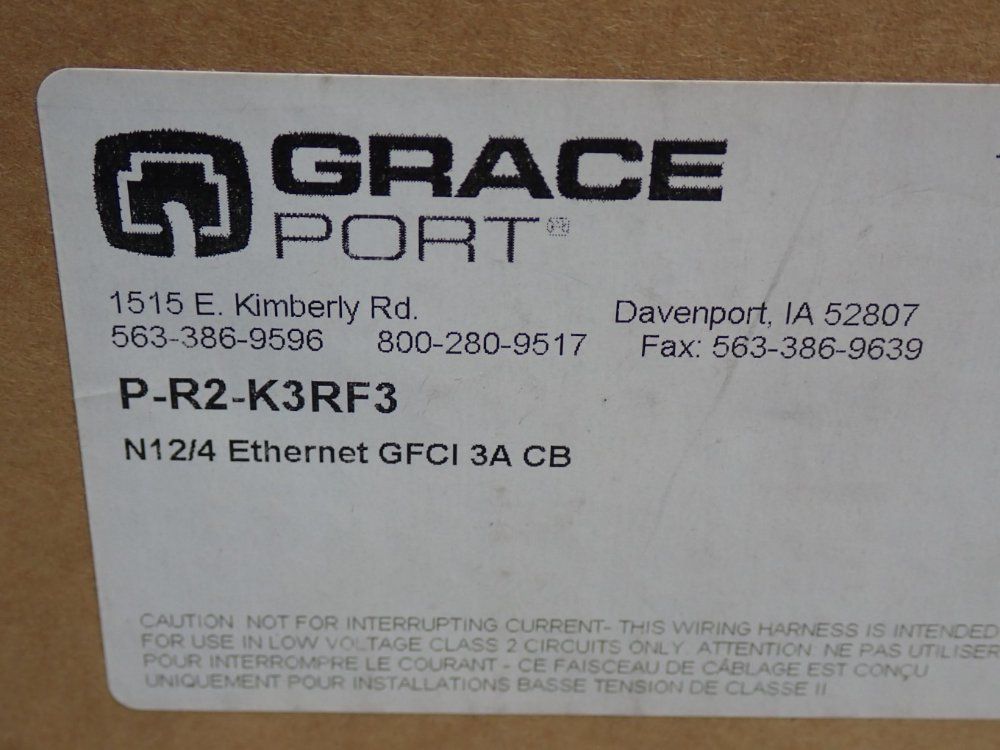 GRACE
PORT®
1515 E. Kimberly Rd. Davenport, IA 52807
563-386-9596 800-280-9517 Fax: 563-386-9639
P-R2-K3RF3
N12/4 Ethernet GFCI 3A CB
CAUTION NOT FOR INTERRUPTING CURRENT- THIS WIRING HARNESS IS INTENDED
FOR USE IN LOW VOLTAGE CLASS 2 CIRCUITS ONLY. ATTENTION NE PAS UTILISER
POUR INTERROMPRE LE COURANT - CE FAISCEAU DE CÂBLAGE EST CONÇU
UNIQUEMENT POUR INSTALLATIONS BASSE TENSION DE CLASSE II